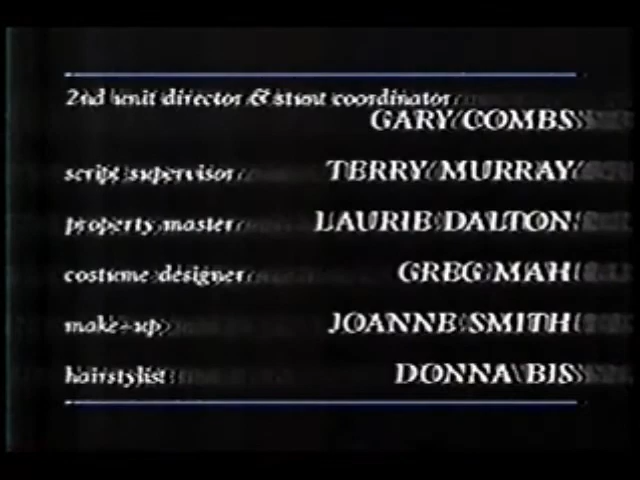 2nd unit director & stunt coordinator
GARY COMBS
script supervisor TERRY MURRAY
property master LAURIE DALTON
costume designer GREG MAH
make-up JOANNE SMITH
hairstylist DONNA BIS